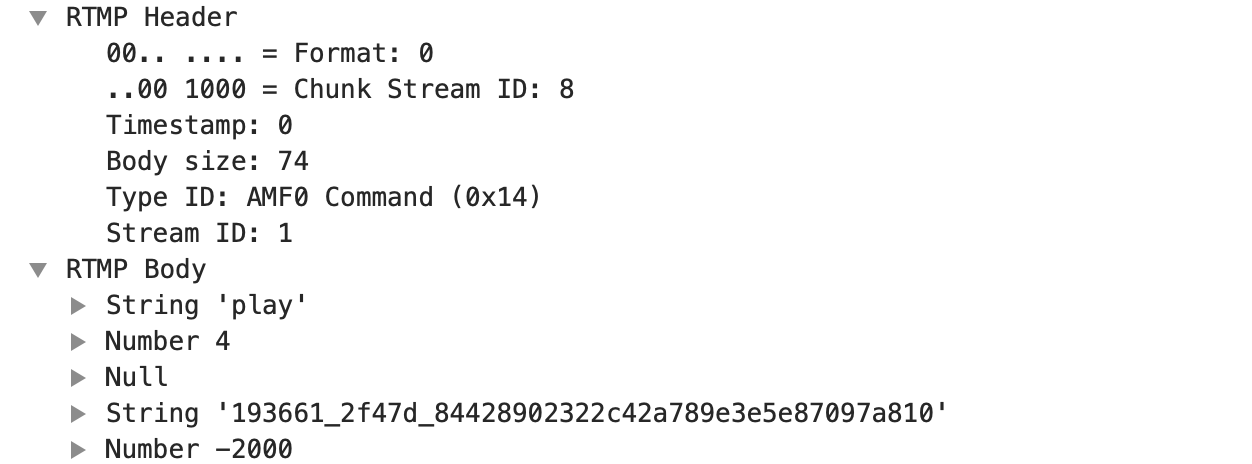 RTMP Header
00.. .... = Format: 0
..00 1000 = Chunk Stream ID: 8
Timestamp: 0
Body size: 74
Type ID: AMF0 Command (0x14)
Stream ID: 1
RTMP Body
String 'play'
Number 4
Null
String '193661_2f47d_84428902322c42a789e3e5e87097a810'
Number -2000